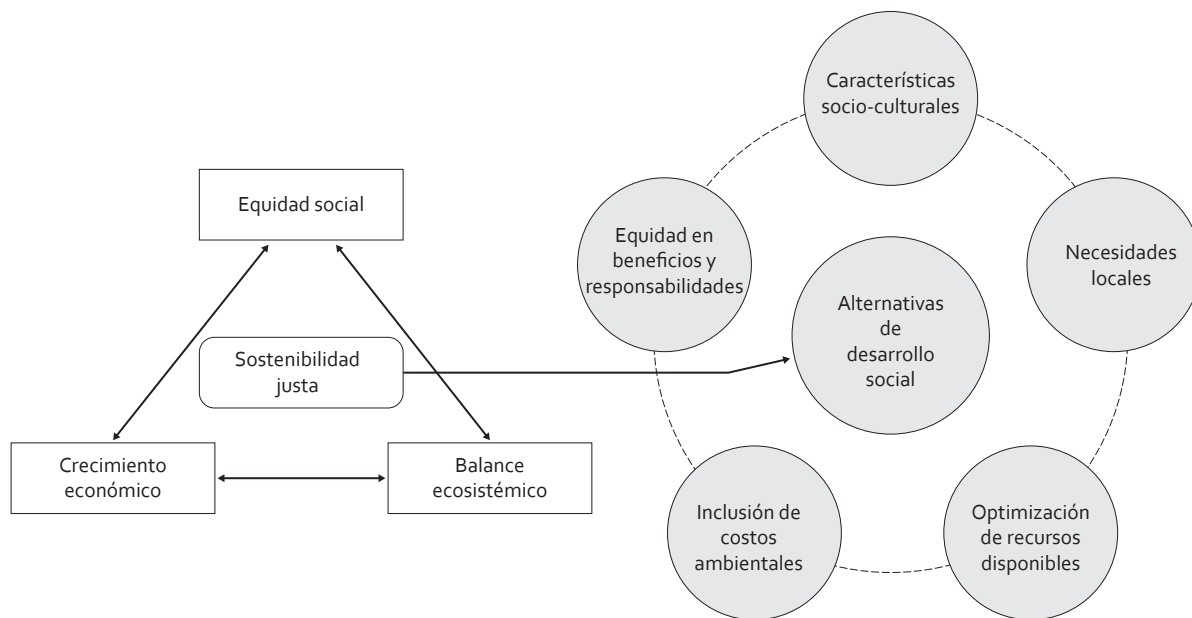 Equidad social
Sostenibilidad
justa
Crecimiento
económico
Balance
ecosistémico
Características
socio-culturales
Equidad en
beneficios y
responsabilidades
Necesidades
locales
Alternativas
de
desarrollo
social
Inclusión de
costos
ambientales
Optimización
de recursos
disponibles